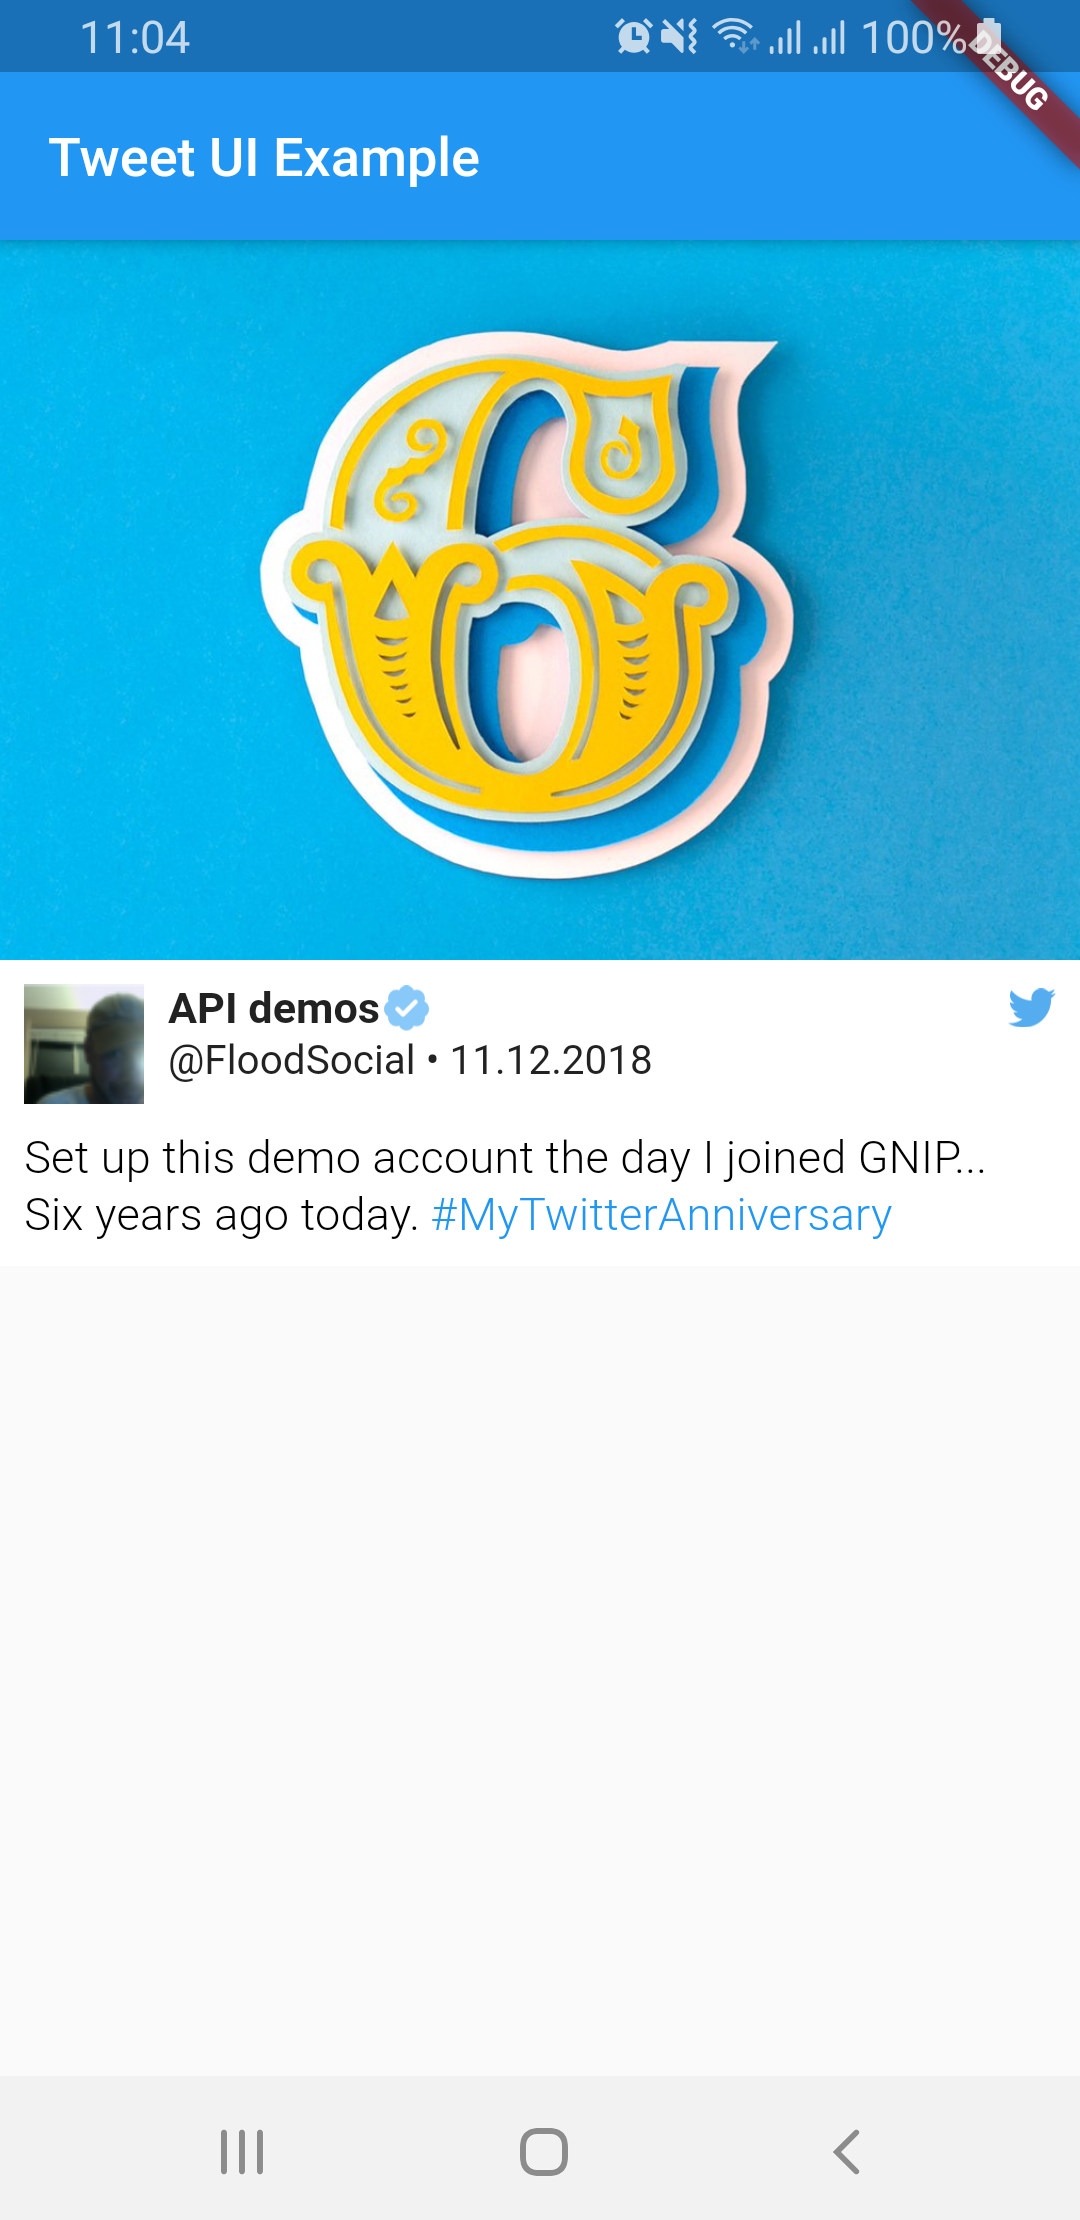 11:04 100%
DEBUG
Tweet UI Example
6
API demos
@FloodSocial • 11.12.2018
Set up this demo account the day I joined GNIP...
Six years ago today. #MyTwitterAnniversary